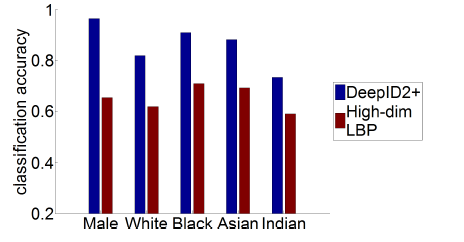 classification accuracy
1
0.8
0.6
0.4
0.2
Male White Black Asian Indian
DeepID2+
High-dim
LBP